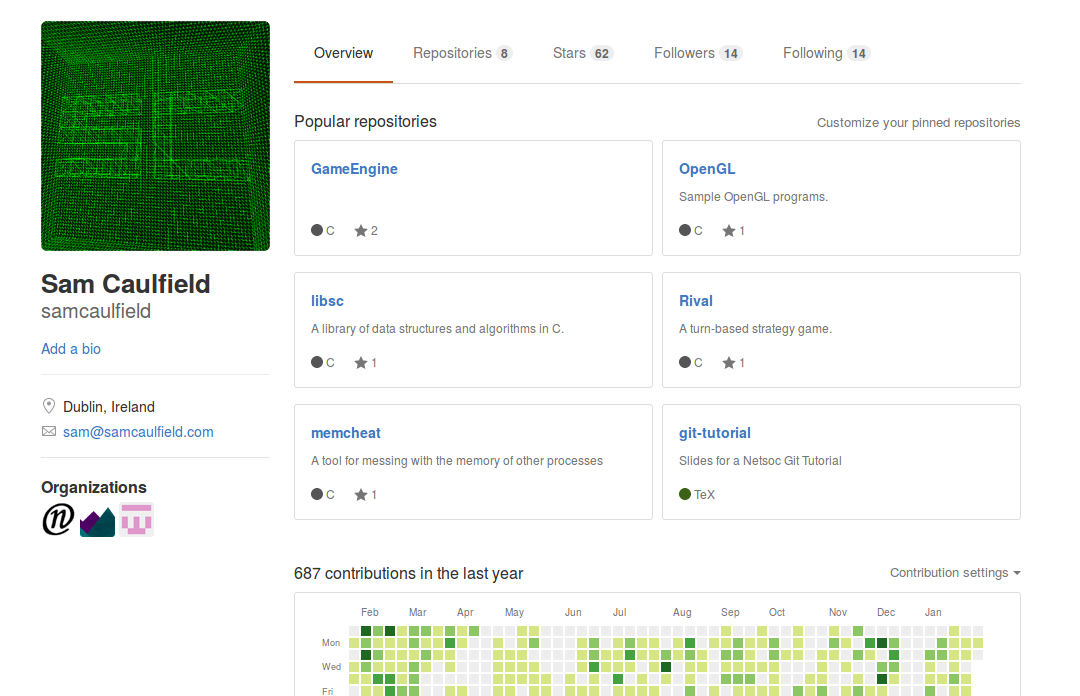 Overview Repositories 8 Stars 62 Followers 14 Following 14
Popular repositories Customize your pinned repositories
GameEngine
C 2
OpenGL
Sample OpenGL programs.
C 1
libsc
A library of data structures and algorithms in C.
C 1
Rival
A turn-based strategy game.
C 1
memcheat
A tool for messing with the memory of other processes
C 1
git-tutorial
Slides for a Netsoc Git Tutorial
TeX
Sam Caulfield
samcaulfield
Add a bio
Dublin, Ireland
sam@samcaulfield.com
Organizations
n
687 contributions in the last year Contribution settings
Feb Mar Apr May Jun Jul Aug Sep Oct Nov Dec Jan
Mon
Wed
Fri